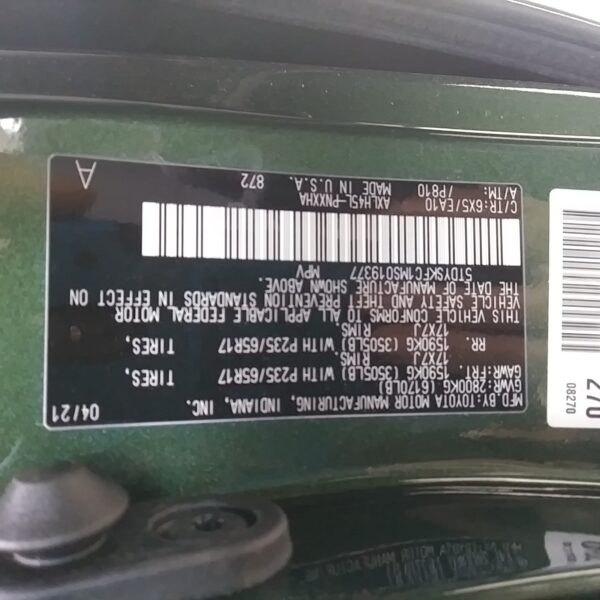 MFD BY:TOYOTA MOTOR MANUFACTURING, INDIANA, INC. 04/21
GVWR:2800KG (6170LB)
GAWR:FRT. 1590KG (3505LB) WITH P235/65R17 TIRES,
17X7J RIMS
RR. 1590KG (3505LB) WITH P235/65R17 TIRES,
17X7J RIMS.
THIS VEHICLE CONFORMS TO ALL APPLICABLE FEDERAL MOTOR
VEHICLE SAFETY AND THEFT PREVENTION STANDARDS IN EFFECT ON
THE DATE OF MANUFACTURE SHOWN ABOVE.
5TDYSKFC1MS019377 MPV
C/TR:6X5/EA10 AXLH45L-PNXXHA 872
A/TM: /P810 MADE IN U.S.A. A
270
08270